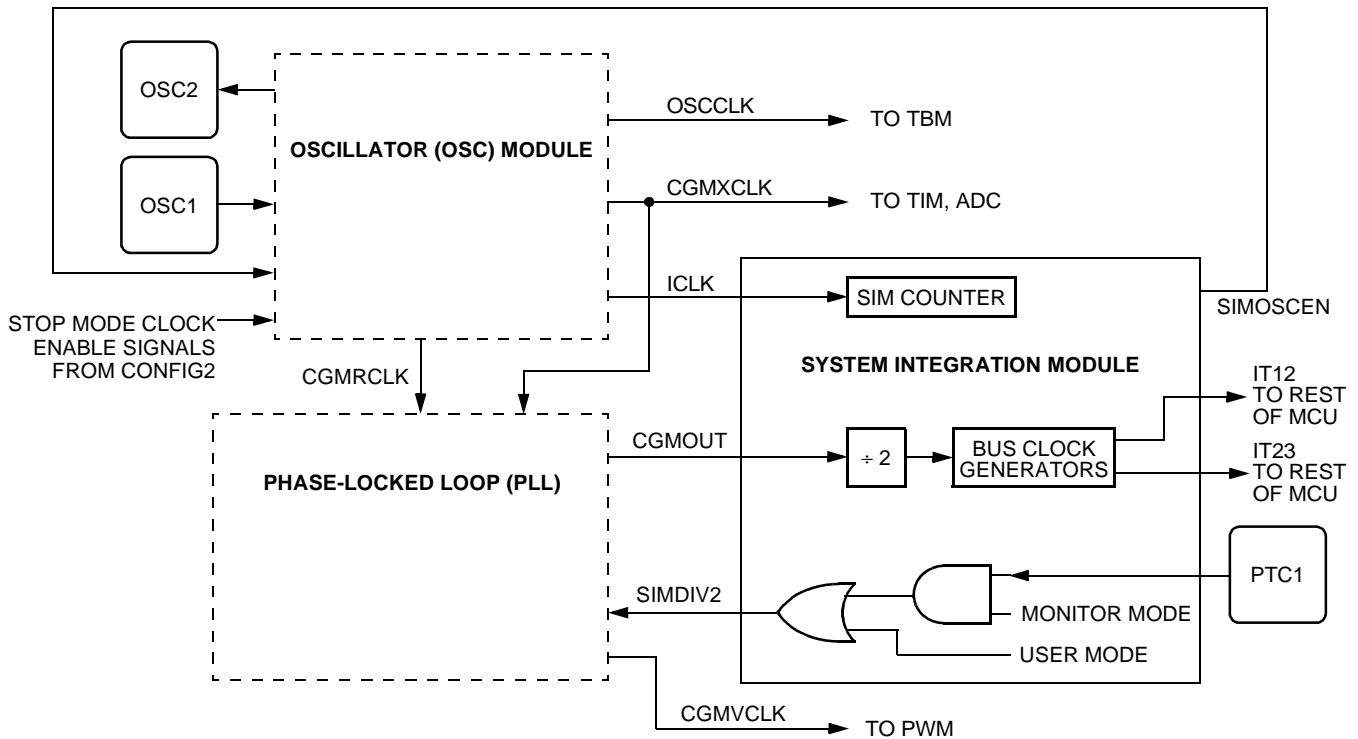 OSC2
OSCCLK
TO TBM
OSCILLATOR (OSC) MODULE
OSC1
CGMXCLK
TO TIM, ADC
ICLK
SIM COUNTER
SIMOSCEN
STOP MODE CLOCK
ENABLE SIGNALS
FROM CONFIG2
CGMRCLK
SYSTEM INTEGRATION MODULE
IT12
TO REST
OF MCU
CGMOUT
÷ 2
BUS CLOCK
GENERATORS
IT23
TO REST
OF MCU
PHASE-LOCKED LOOP (PLL)
PTC1
SIMDIV2
MONITOR MODE
USER MODE
CGMVCLK
TO PWM